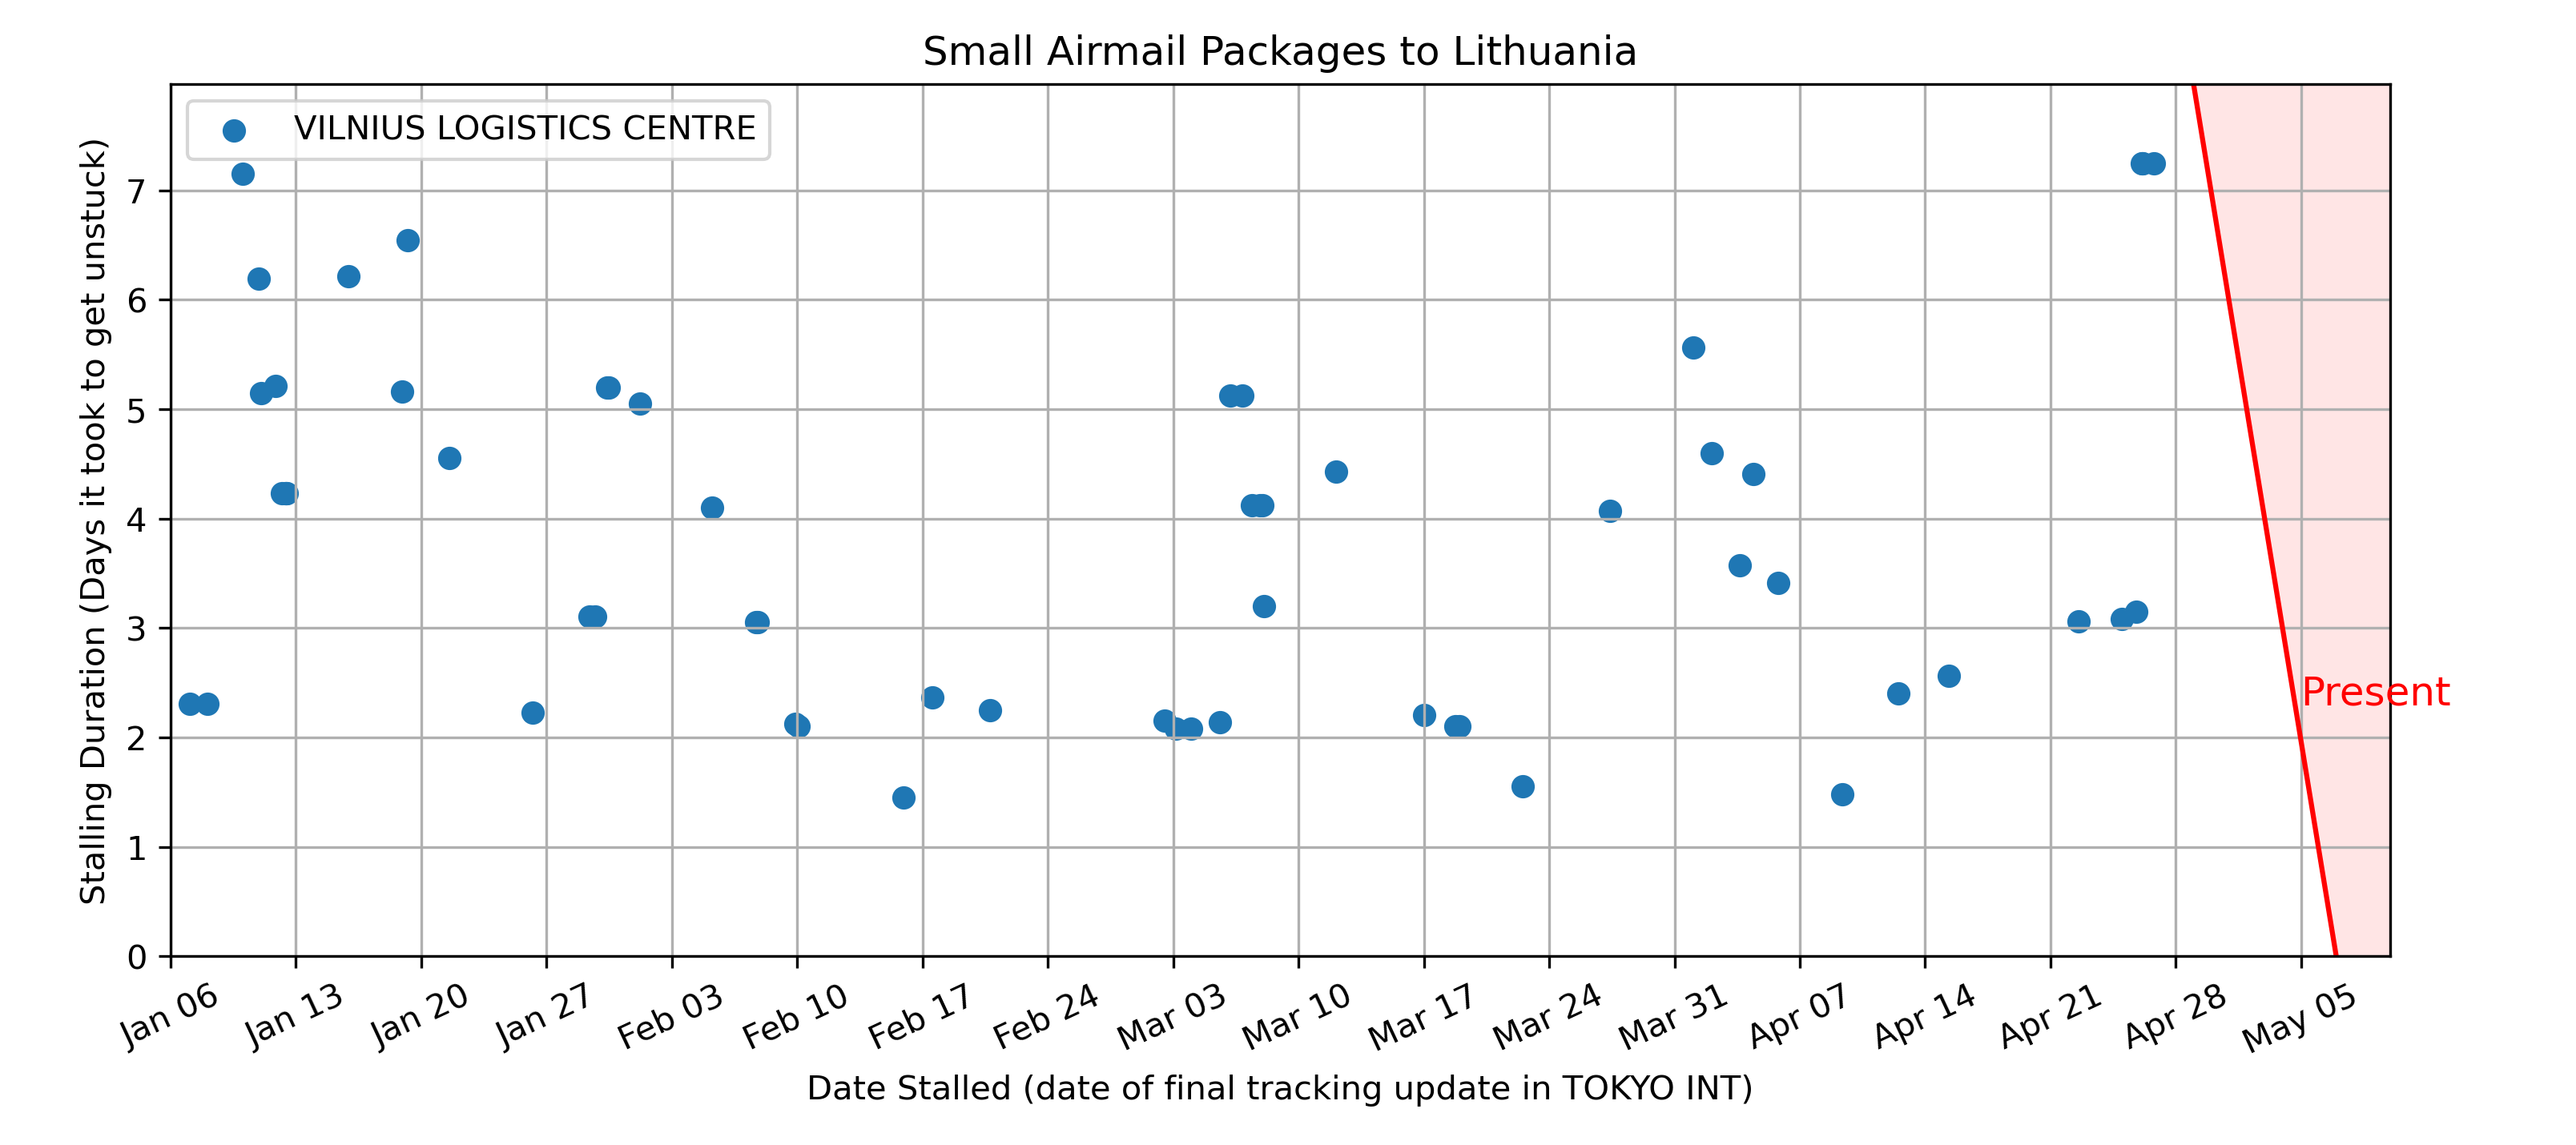 Small Airmail Packages to Lithuania
VILNIUS LOGISTICS CENTRE
Stalling Duration (Days it took to get unstuck)
7
6
5
4
3
2
1
0
Present
Jan 06
Jan 13
Jan 20
Jan 27
Feb 03
Feb 10
Feb 17
Feb 24
Mar 03
Mar 10
Mar 17
Mar 24
Mar 31
Apr 07
Apr 14
Apr 21
Apr 28
May 05
Date Stalled (date of final tracking update in TOKYO INT)